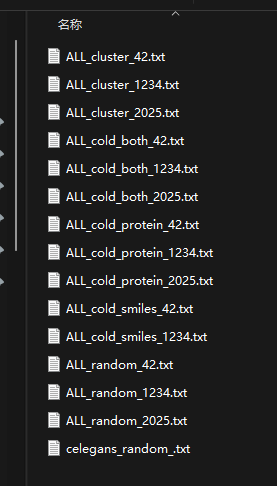 名称
ALL_cluster_42.txt
ALL_cluster_1234.txt
ALL_cluster_2025.txt
ALL_cold_both_42.txt
ALL_cold_both_1234.txt
ALL_cold_both_2025.txt
ALL_cold_protein_42.txt
ALL_cold_protein_1234.txt
ALL_cold_protein_2025.txt
ALL_cold_smiles_42.txt
ALL_cold_smiles_1234.txt
ALL_random_42.txt
ALL_random_1234.txt
ALL_random_2025.txt
celegans_random_.txt